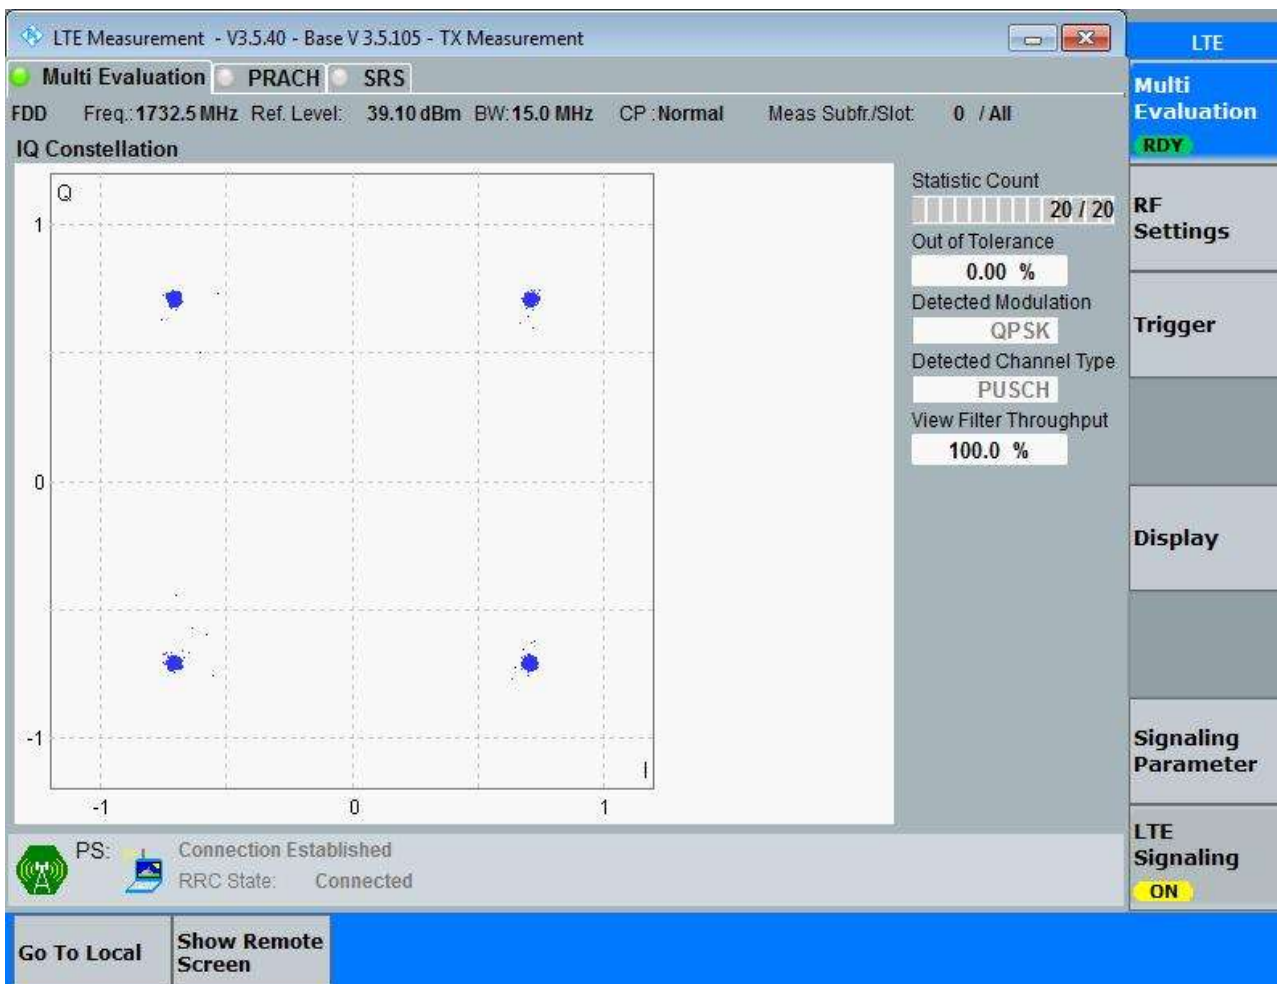 LTE Measurement - V3.5.40 - Base V 3.5.105 - TX Measurement
LTE
Multi Evaluation PRACH SRS
FDD Freq.: 1732.5 MHz Ref. Level: 39.10 dBm BW: 15.0 MHz CP : Normal Meas Subfr./Slot: 0 / All
IQ Constellation
Q
1
0
-1
I
-1 0 1
Statistic Count
20 / 20
Out of Tolerance
0.00 %
Detected Modulation
QPSK
Detected Channel Type
PUSCH
View Filter Throughput
100.0 %
Multi
Evaluation
RDY
RF
Settings
Trigger
Display
Signaling
Parameter
LTE
Signaling
ON
PS: Connection Established
RRC State: Connected
Go To Local
Show Remote
Screen